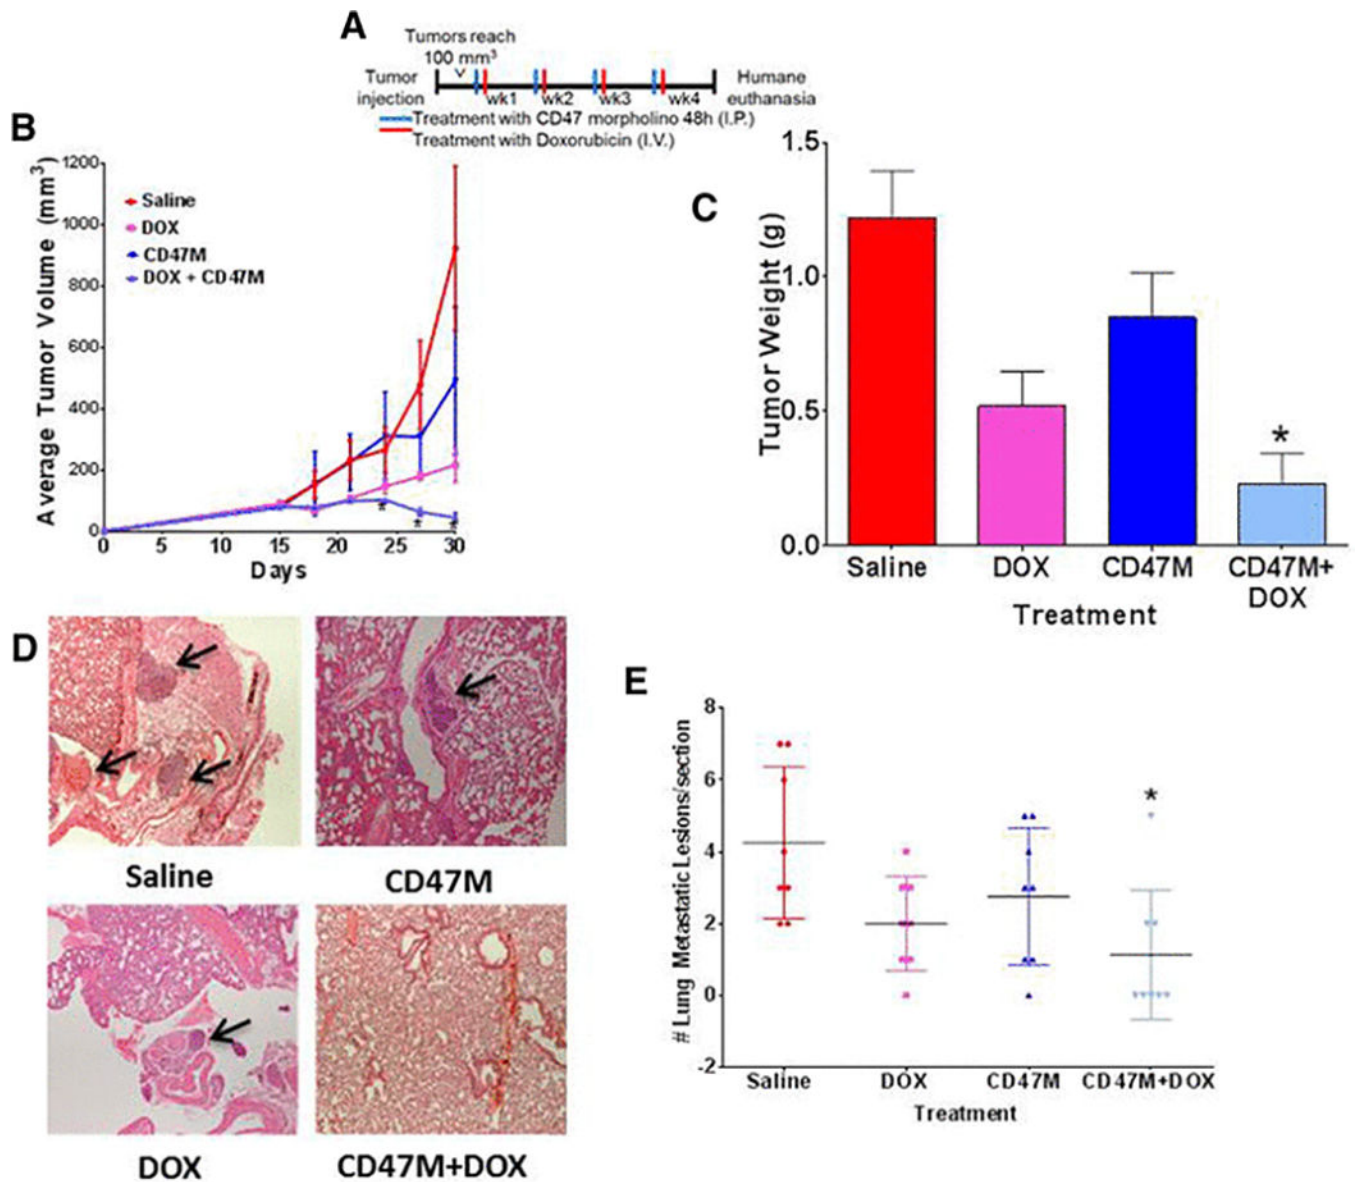 A
Tumors reach
100 mm³
Tumor injection
wk1 wk2 wk3 wk4
Humane euthanasia
Treatment with CD47 morpholino 48h (I.P.)
Treatment with Doxorubicin (I.V.)
B
Average Tumor Volume (mm³)
1200
1000
800
600
400
200
0
Saline
DOX
CD47M
DOX + CD47M
*
*
*
0 5 10 15 20 25 30
Days
C
Tumor Weight (g)
1.5
1.0
0.5
0.0
*
Saline DOX CD47M CD47M+
DOX
Treatment
D
Saline
CD47M
DOX
CD47M+DOX
E
# Lung Metastatic Lesions/section
8
6
4
2
0
-2
*
Saline DOX CD47M CD47M+DOX
Treatment